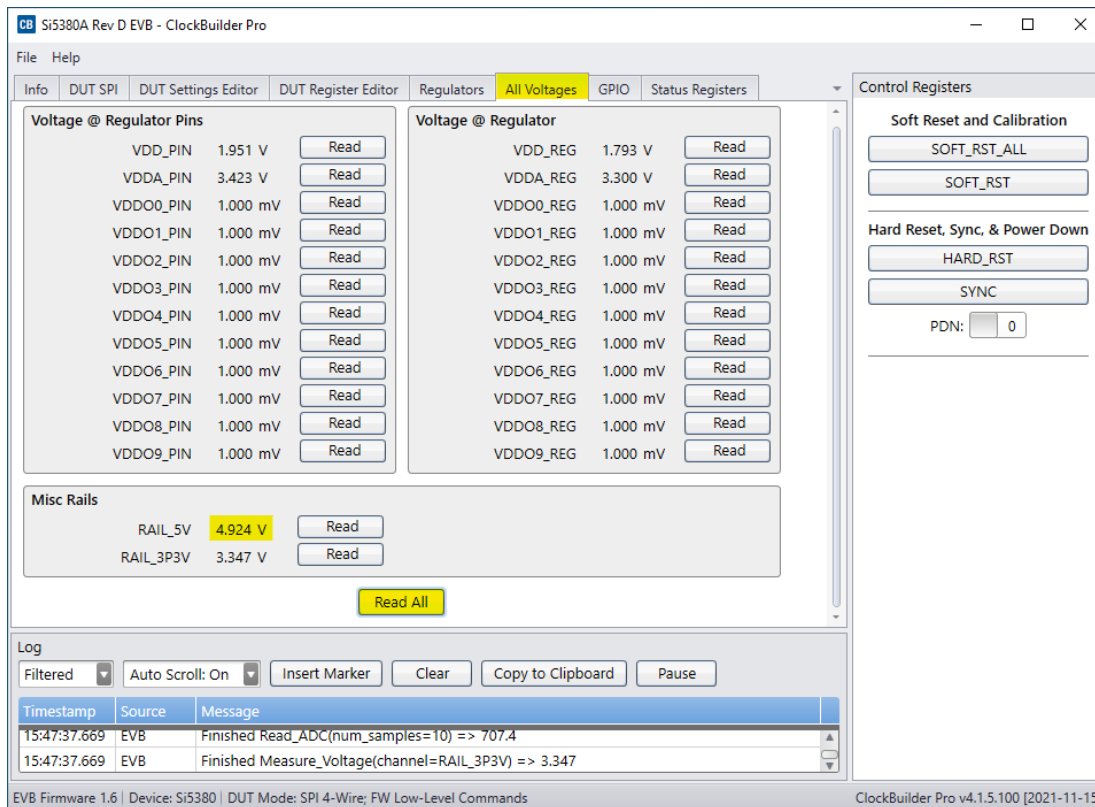 CB Si5380A Rev D EVB - ClockBuilder Pro
File Help
Info DUT SPI DUT Settings Editor DUT Register Editor Regulators All Voltages GPIO Status Registers
Voltage @ Regulator Pins
VDD_PIN 1.951 V Read
VDDA_PIN 3.423 V Read
VDDO0_PIN 1.000 mV Read
VDDO1_PIN 1.000 mV Read
VDDO2_PIN 1.000 mV Read
VDDO3_PIN 1.000 mV Read
VDDO4_PIN 1.000 mV Read
VDDO5_PIN 1.000 mV Read
VDDO6_PIN 1.000 mV Read
VDDO7_PIN 1.000 mV Read
VDDO8_PIN 1.000 mV Read
VDDO9_PIN 1.000 mV Read
Voltage @ Regulator
VDD_REG 1.793 V Read
VDDA_REG 3.300 V Read
VDDO0_REG 1.000 mV Read
VDDO1_REG 1.000 mV Read
VDDO2_REG 1.000 mV Read
VDDO3_REG 1.000 mV Read
VDDO4_REG 1.000 mV Read
VDDO5_REG 1.000 mV Read
VDDO6_REG 1.000 mV Read
VDDO7_REG 1.000 mV Read
VDDO8_REG 1.000 mV Read
VDDO9_REG 1.000 mV Read
Misc Rails
RAIL_5V 4.924 V Read
RAIL_3P3V 3.347 V Read
Read All
Control Registers
Soft Reset and Calibration
SOFT_RST_ALL
SOFT_RST
Hard Reset, Sync, & Power Down
HARD_RST
SYNC
PDN: 0
Log
Filtered Auto Scroll: On Insert Marker Clear Copy to Clipboard Pause
Timestamp Source Message
15:47:37.669 EVB Finished Read_ADC(num_samples=10) => 707.4
15:47:37.669 EVB Finished Measure_Voltage(channel=RAIL_3P3V) => 3.347
EVB Firmware 1.6 Device: Si5380 DUT Mode: SPI 4-Wire; FW Low-Level Commands ClockBuilder Pro v4.1.5.100 [2021-11-15